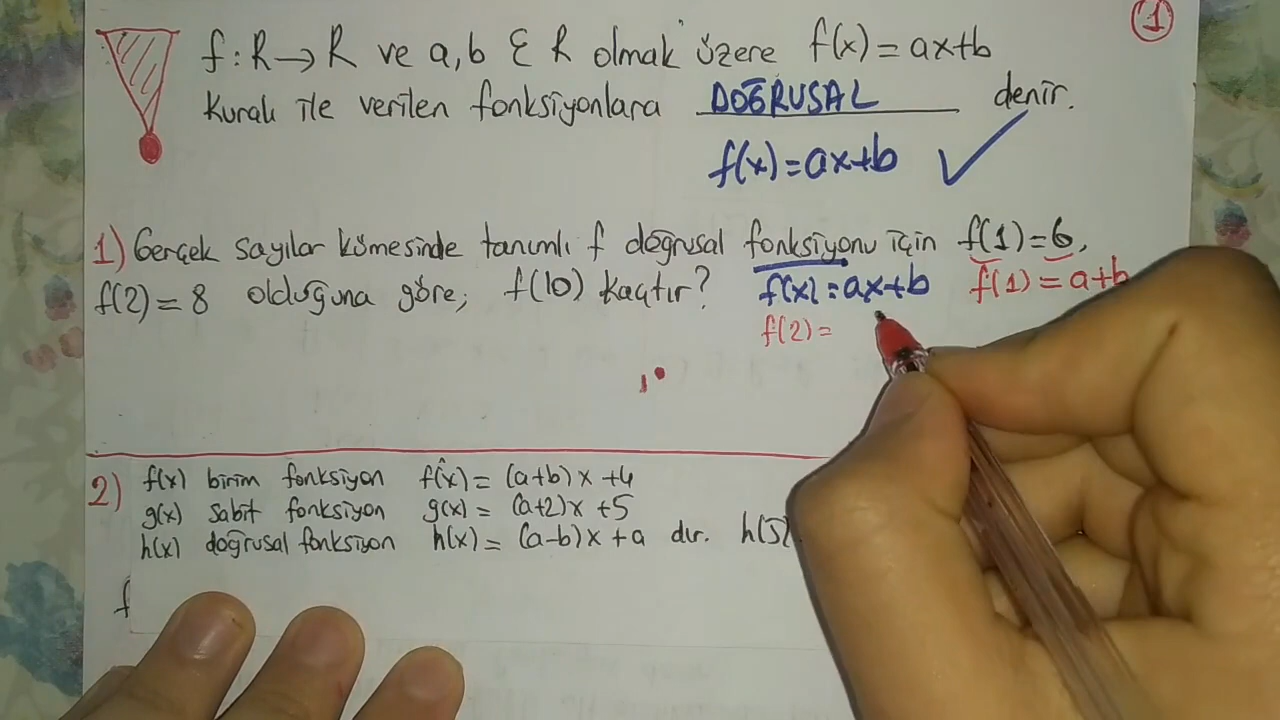 1
f:R→R ve a,b ∈ R olmak üzere f(x)=ax+b
kuralı ile verilen fonksiyonlara DOĞRUSAL denir.
f(x)=ax+b ✓
1) Gerçek sayılar kümesinde tanımlı f doğrusal fonksiyonu için f(1)=6,
f(2)=8 olduğuna göre, f(10) kaçtır? f(x)=ax+b f(1)=a+b
f(2)=
2) f(x) birim fonksiyon f(x)=(a+b)x+4
g(x) sabit fonksiyon g(x)=(a+2)x+5
h(x) doğrusal fonksiyon h(x)=(a-b)x+a dır. h(5)
f